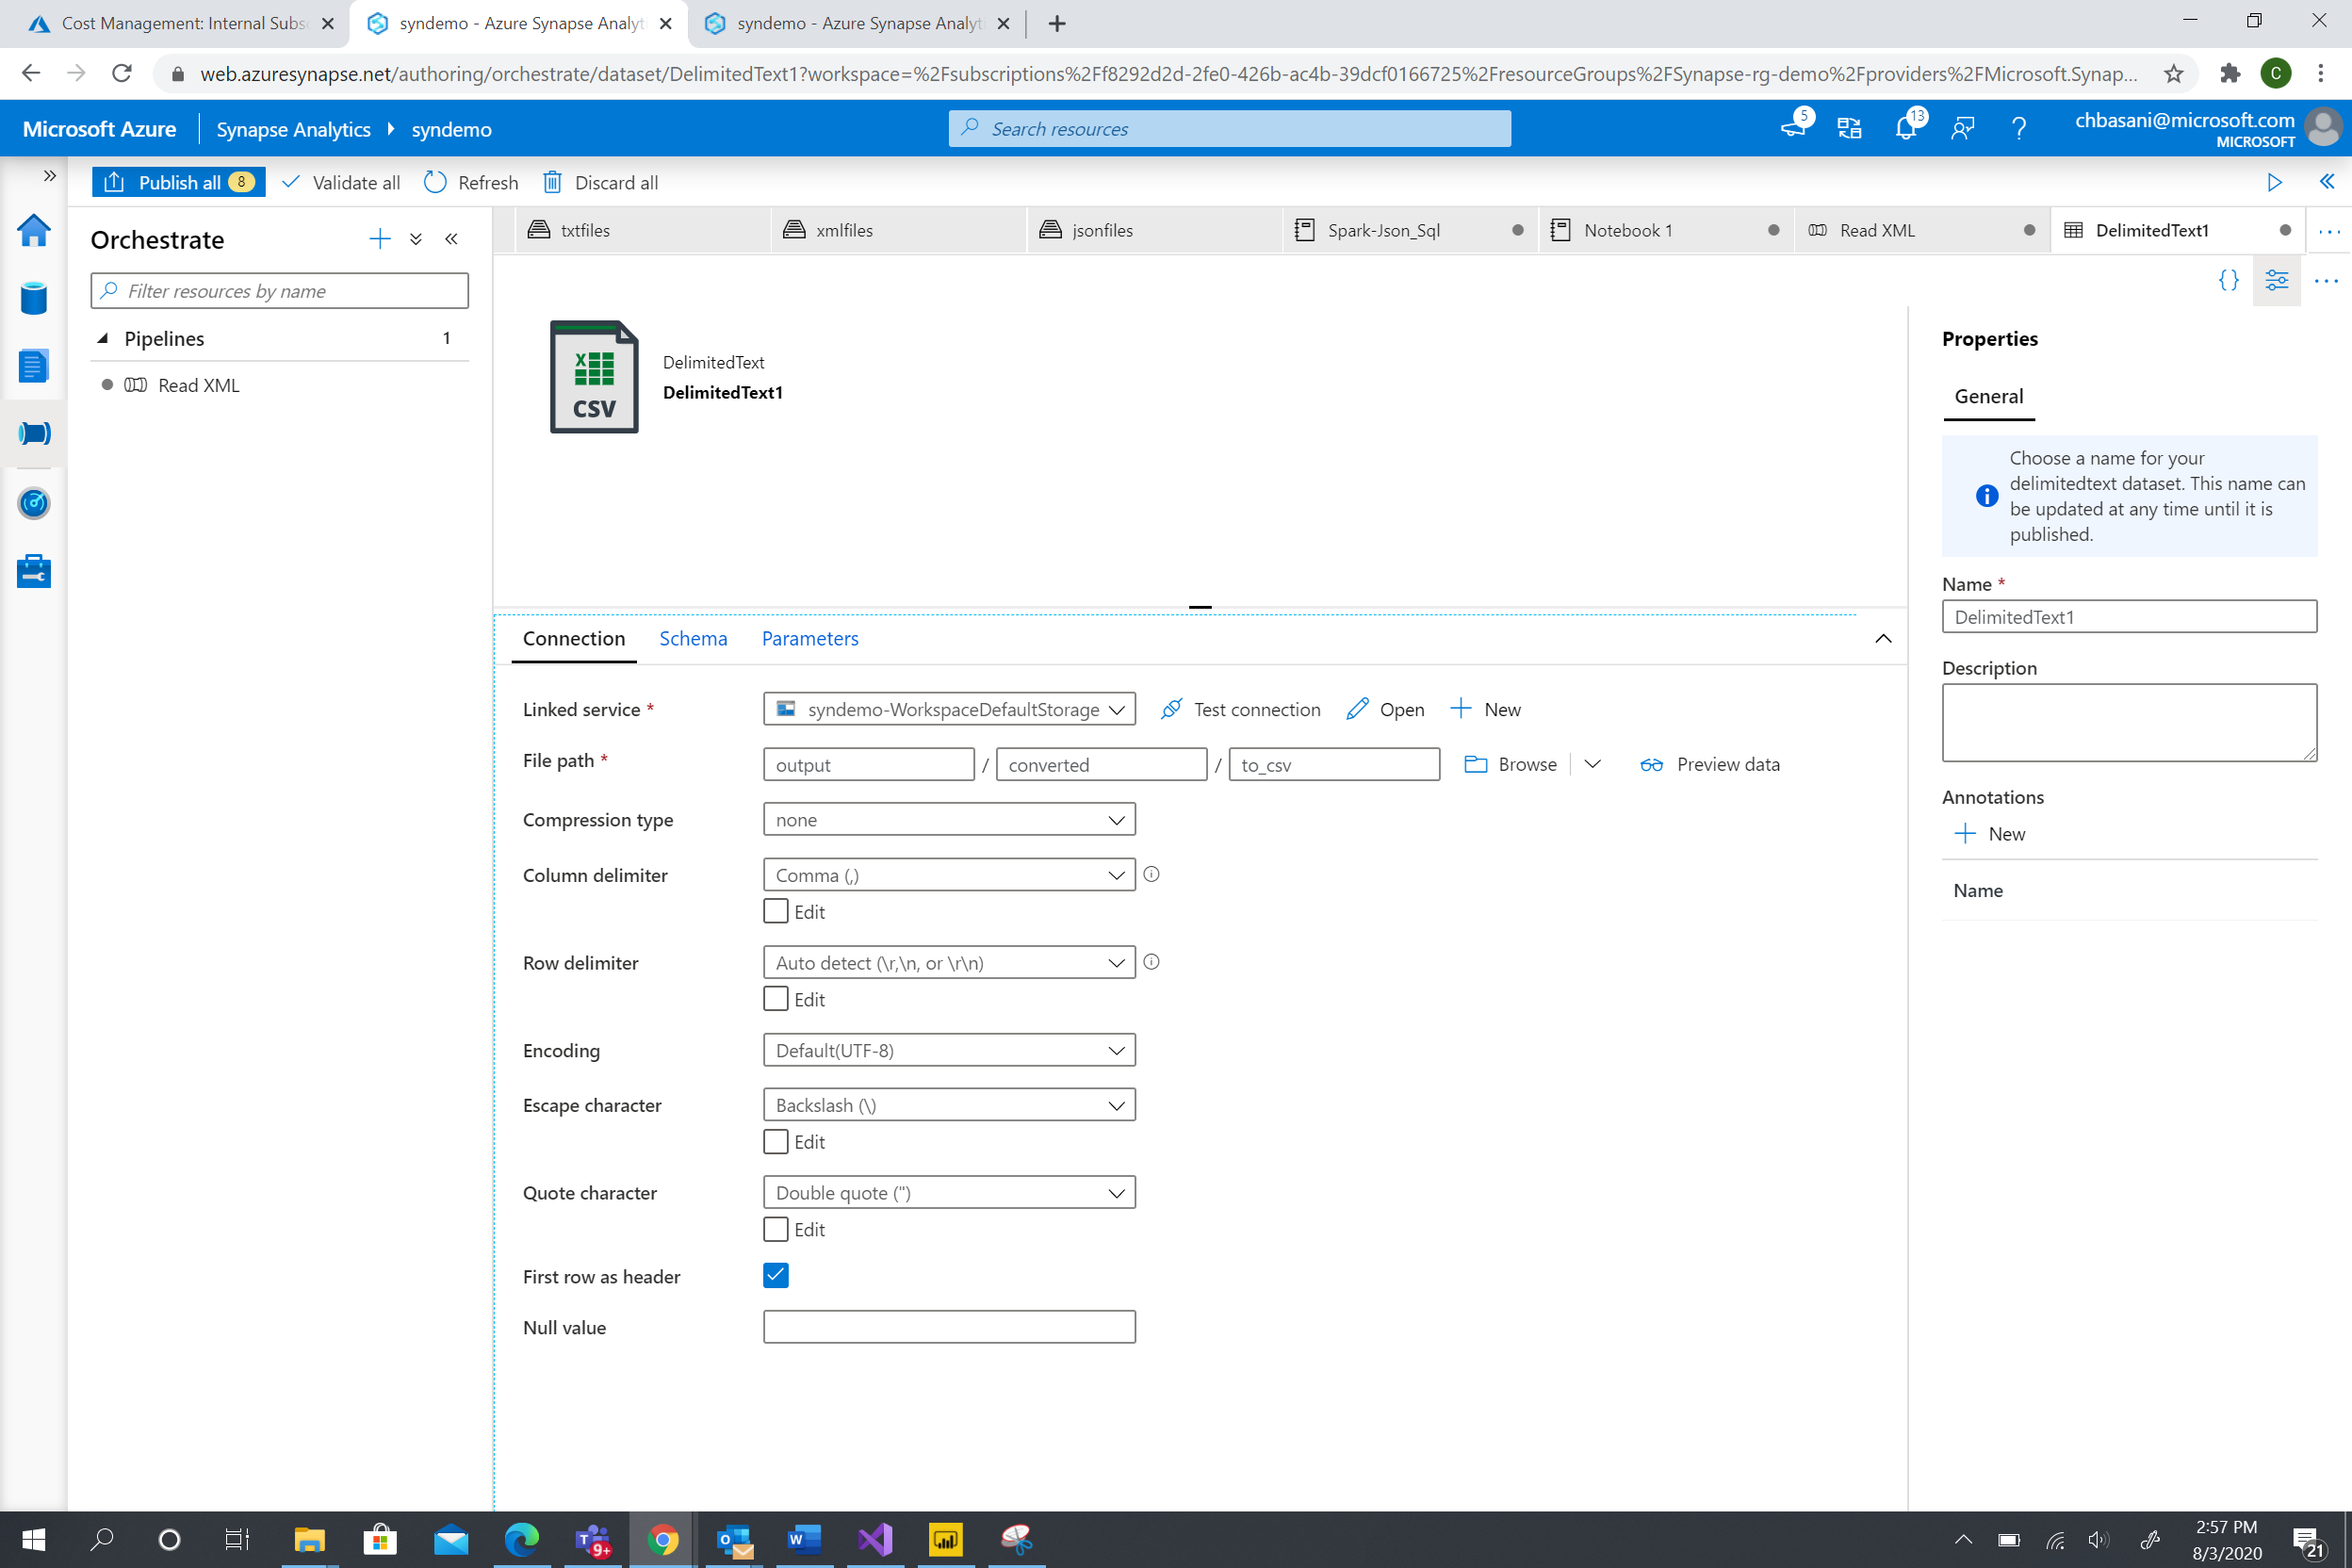 Cost Management: Internal Subs
syndemo - Azure Synapse Analyti
syndemo - Azure Synapse Analyti
web.azuresynapse.net/authoring/orchestrate/dataset/DelimitedText1?workspace=%2Fsubscriptions%2Ff8292d2d-2fe0-426b-ac4b-39dcf0166725%2FresourceGroups%2FSynapse-rg-demo%2Fproviders%2FMicrosoft.Synap...
C
Microsoft Azure
Synapse Analytics
syndemo
Search resources
5
13
chbasani@microsoft.com
MICROSOFT
Publish all 8
Validate all
Refresh
Discard all
Orchestrate
Filter resources by name
Pipelines 1
Read XML
txtfiles
xmlfiles
jsonfiles
Spark-Json_Sql
Notebook 1
Read XML
DelimitedText1
X
CSV
DelimitedText
DelimitedText1
Connection
Schema
Parameters
Linked service *
syndemo-WorkspaceDefaultStorage
Test connection
Open
New
File path *
output / converted / to_csv
Browse
Preview data
Compression type
none
Column delimiter
Comma (,)
Edit
Row delimiter
Auto detect (\r,\n, or \r\n)
Edit
Encoding
Default(UTF-8)
Escape character
Backslash (\)
Edit
Quote character
Double quote (")
Edit
First row as header
Null value
Properties
General
Choose a name for your
delimitedtext dataset. This name can
be updated at any time until it is
published.
Name *
DelimitedText1
Description
Annotations
New
Name
T
9+
O
W
2:57 PM
8/3/2020
21